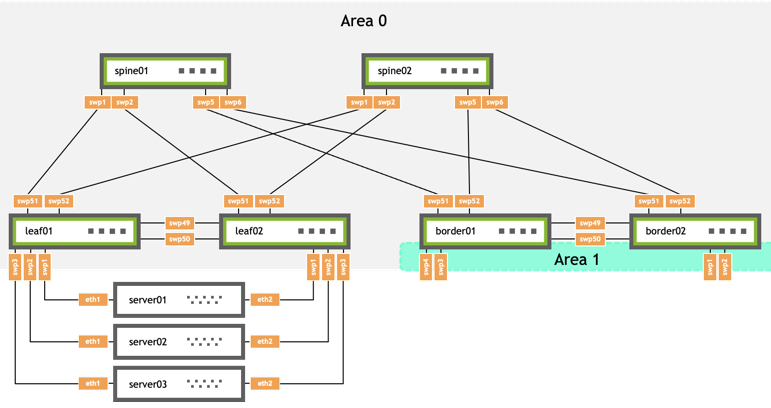 Area 0
spine01
spine02
swp1 swp2 swp5 swp6
swp1 swp2 swp5 swp6
swp51 swp52
swp51 swp52
swp51 swp52
swp51 swp52
leaf01
swp49
swp50
leaf02
border01
swp49
swp50
border02
swp3 swp2 swp1
swp1 swp2 swp3
swp4 swp3
Area 1
swp1 swp2
eth1 server01 eth2
eth1 server02 eth2
eth1 server03 eth2